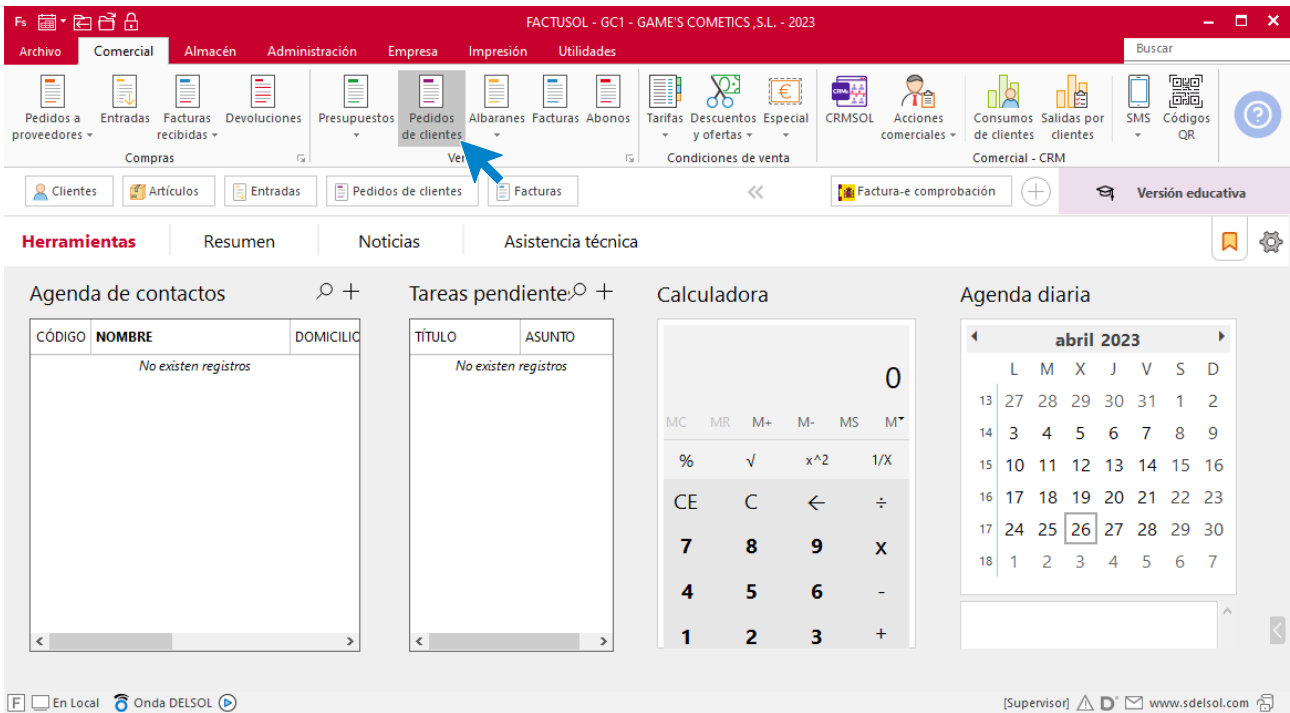 Fs
FACTUSOL - GC1 - GAME'S COMETICS ,S.L. - 2023
Archivo Comercial Almacén Administración Empresa Impresión Utilidades Buscar
Pedidos a proveedores Entradas Facturas recibidas Devoluciones Presupuestos Pedidos de clientes Albaranes Facturas Abonos Tarifas Descuentos y ofertas Especial CRMSOL Acciones comerciales Consumos de clientes Salidas por clientes SMS Códigos QR
Compras Condiciones de venta Comercial - CRM
Clientes Artículos Entradas Pedidos de clientes Facturas Factura-e comprobación Versión educativa
Herramientas Resumen Noticias Asistencia técnica
Agenda de contactos Tareas pendiente Calculadora Agenda diaria
CÓDIGO NOMBRE DOMICILIO
No existen registros
TÍTULO ASUNTO
No existen registros
0
MC MR M+ M- MS M
% √ x^2 1/X
CE C ← ÷
7 8 9 x
4 5 6 -
1 2 3 +
abril 2023
L M X J V S D
13 27 28 29 30 31 1 2
14 3 4 5 6 7 8 9
15 10 11 12 13 14 15 16
16 17 18 19 20 21 22 23
17 24 25 26 27 28 29 30
18 1 2 3 4 5 6 7
F En Local Onda DELSOL [Supervisor] D www.sdelsol.com